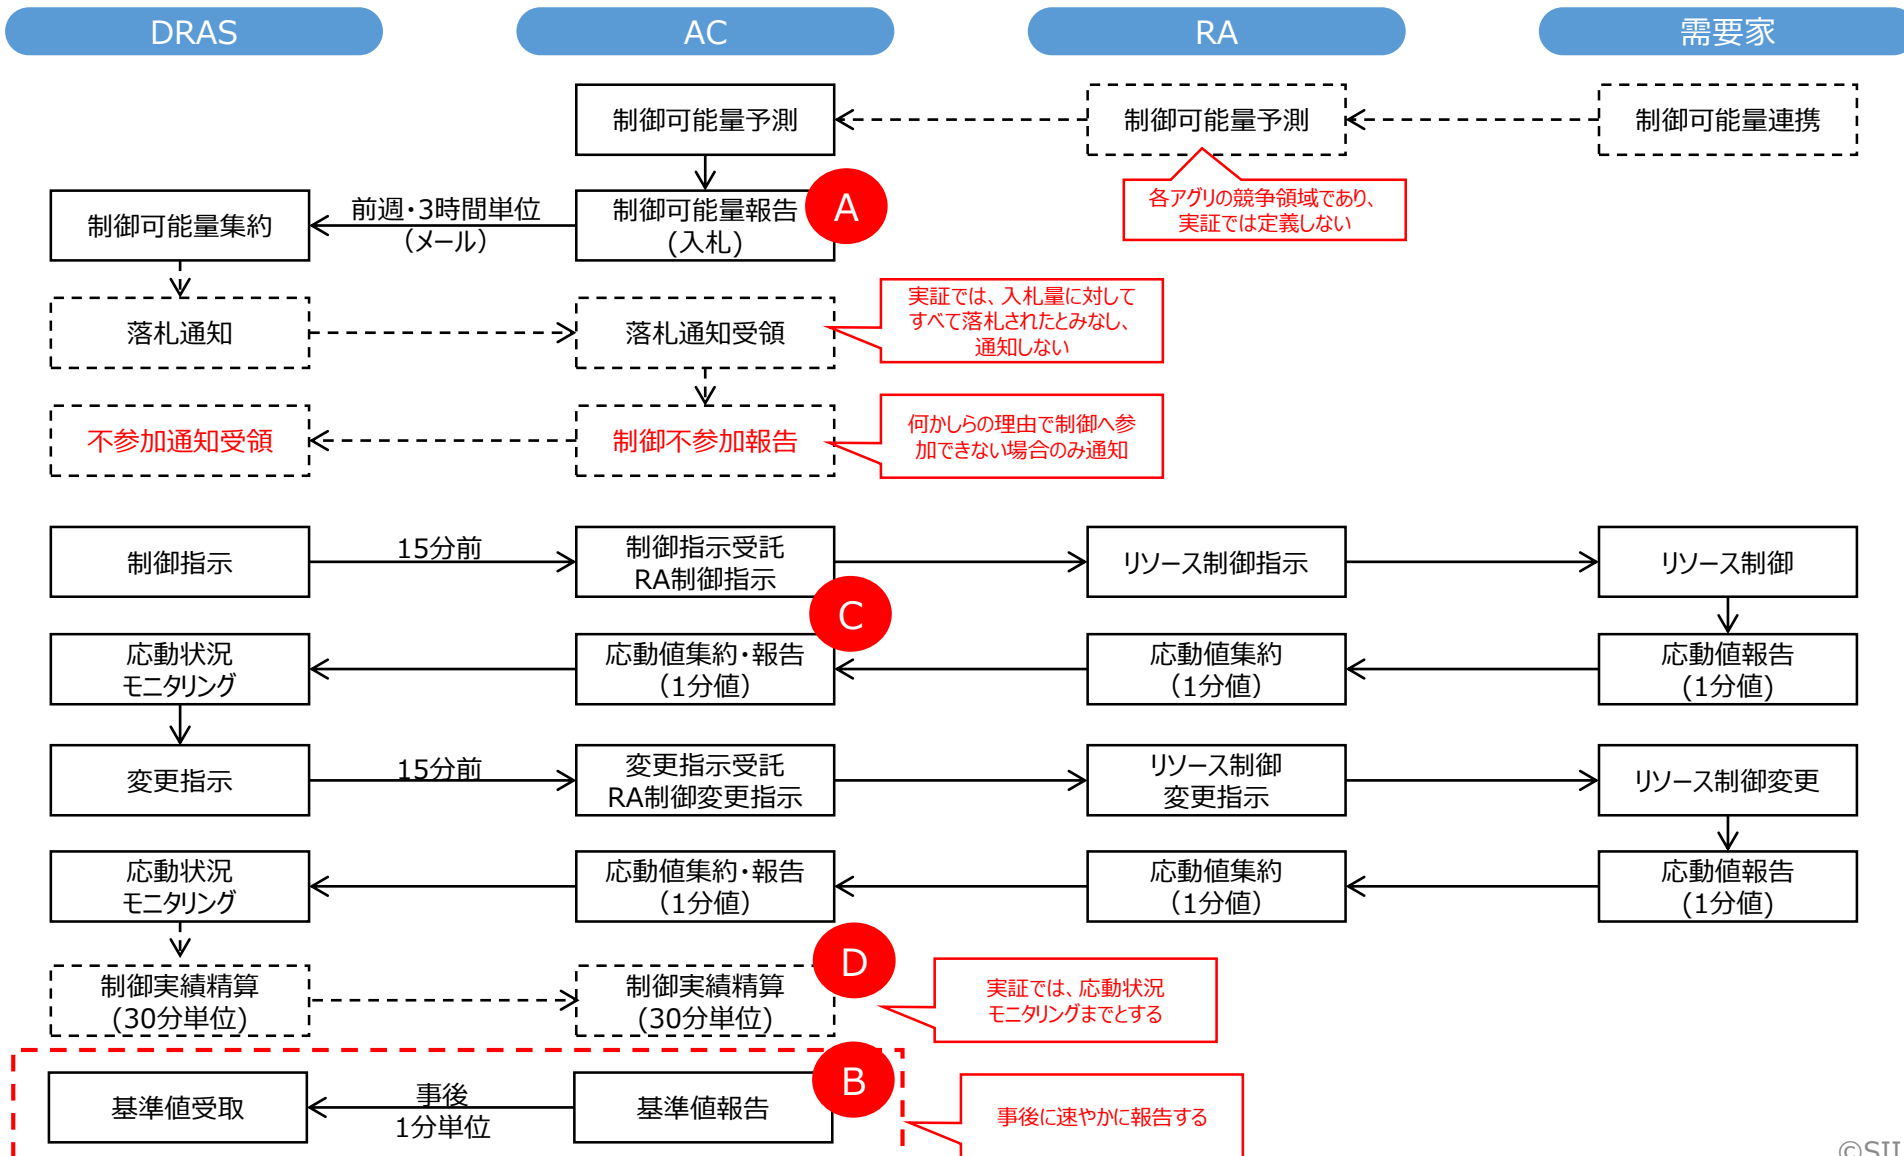 DRAS
AC
RA
需要家
制御可能量予測
制御可能量予測
制御可能量連携
各アグリの競争領域であり、
実証では定義しない
制御可能量集約
前週・3時間単位
（メール）
制御可能量報告
(入札)
A
落札通知
落札通知受領
実証では、入札量に対して
すべて落札されたとみなし、
通知しない
不参加通知受領
制御不参加報告
何かしらの理由で制御へ参
加できない場合のみ通知
制御指示
15分前
制御指示受託
RA制御指示
リソース制御指示
リソース制御
C
応動状況
モニタリング
応動値集約・報告
（1分値）
応動値集約
（1分値）
応動値報告
(1分値)
変更指示
15分前
変更指示受託
RA制御変更指示
リソース制御
変更指示
リソース制御変更
応動状況
モニタリング
応動値集約・報告
（1分値）
応動値集約
（1分値）
応動値報告
(1分値)
D
制御実績精算
(30分単位)
制御実績精算
(30分単位)
実証では、応動状況
モニタリングまでとする
B
基準値受取
事後
1分単位
基準値報告
事後に速やかに報告する
©SII